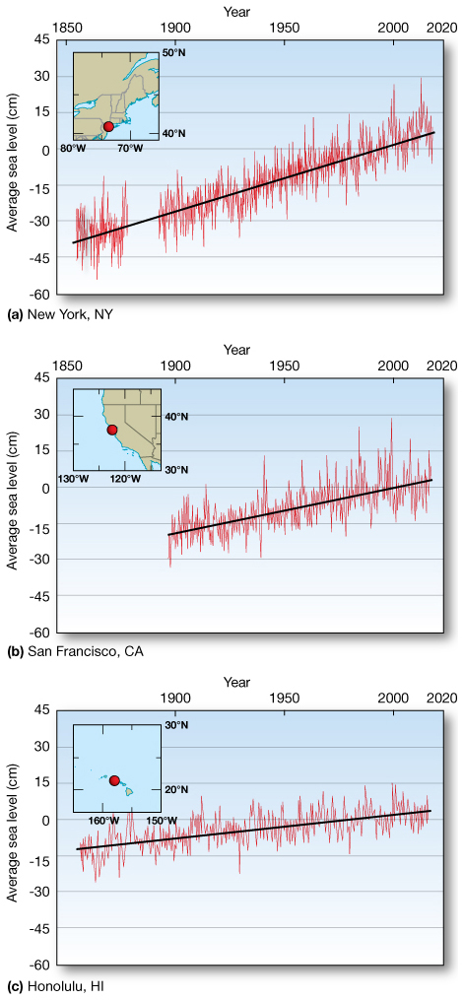 Year
1850 1900 1950 2000 2020
45
30
15
0
-15
-30
-45
-60
Average sea level (cm)
50°N
40°N
80°W 70°W
(a) New York, NY
Year
1850 1900 1950 2000 2020
45
30
15
0
-15
-30
-45
-60
Average sea level (cm)
40°N
30°N
130°W 120°W
(b) San Francisco, CA
Year
1900 1950 2000 2020
45
30
15
0
-15
-30
-45
-60
Average sea level (cm)
30°N
20°N
160°W 150°W
(c) Honolulu, HI